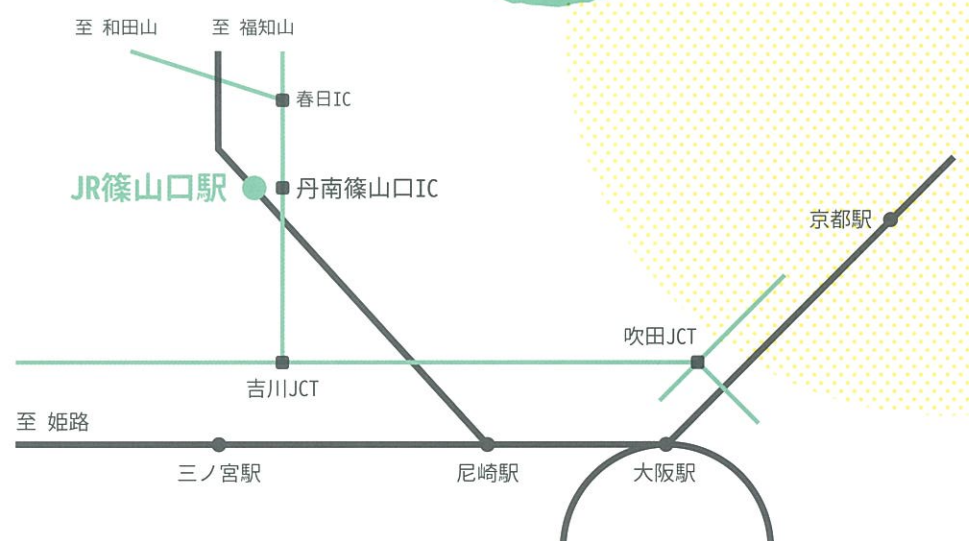 至 和田山
至 福知山
春日IC
JR篠山口駅
丹南篠山口IC
京都駅
吹田JCT
吉川JCT
至 姫路
三ノ宮駅
尼崎駅
大阪駅